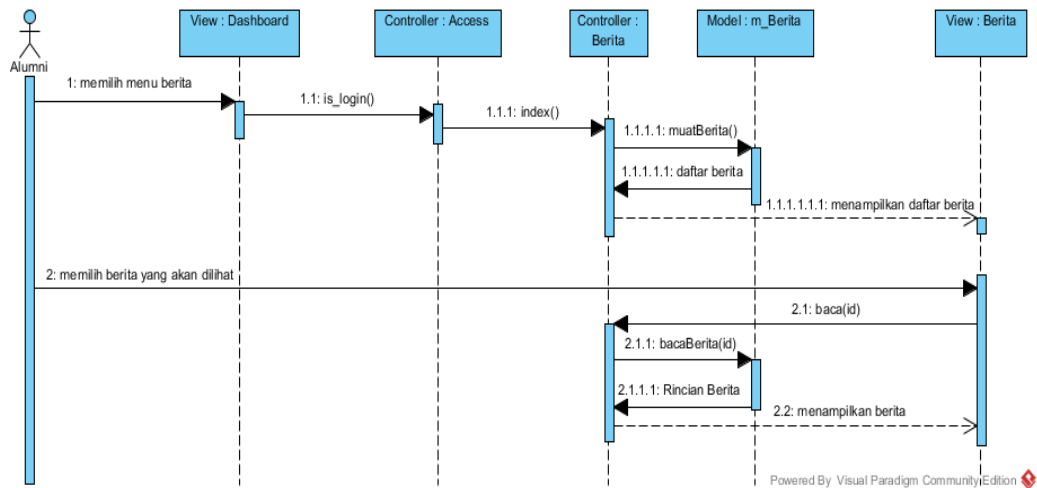 View : Dashboard
Controller : Access
Controller :
Berita
Model : m_Berita
View : Berita
Alumni
1: memilih menu berita
1.1: is_login()
1.1.1: index()
1.1.1.1: muatBerita()
1.1.1.1.1: daftar berita
1.1.1.1.1.1: menampilkan daftar berita
2: memilih berita yang akan dilihat
2.1: baca(id)
2.1.1: bacaBerita(id)
2.1.1.1: Rincian Berita
2.2: menampilkan berita
Powered By Visual Paradigm Community Edition